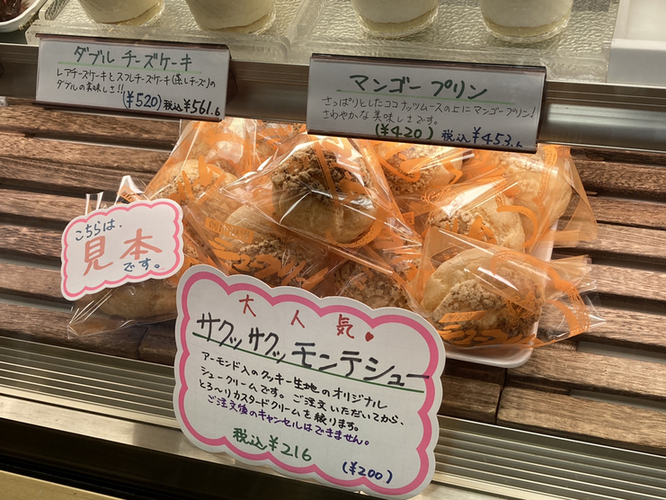 ダブル チーズケーキ
レアチーズケーキとスフレチーズケーキ(蒸しチーズ)の
ダブルの美味しさ!!
(¥520)税込¥561.6
マンゴープリン
さっぱりとしたココナッツムースの上にマンゴープリン!
さわやかな美味しさです。
(¥420) 税込¥453.6
こちらは、
見本
です。
大人気♥
サクッサクッモンテシュー
アーモンド入のクッキー生地のオリジナル
シュークリームです。ご注文いただいてから、
とろ〜りカスタードクリームを絞ります。
ご注文後のキャンセルはできません。
税込¥216
(¥200)